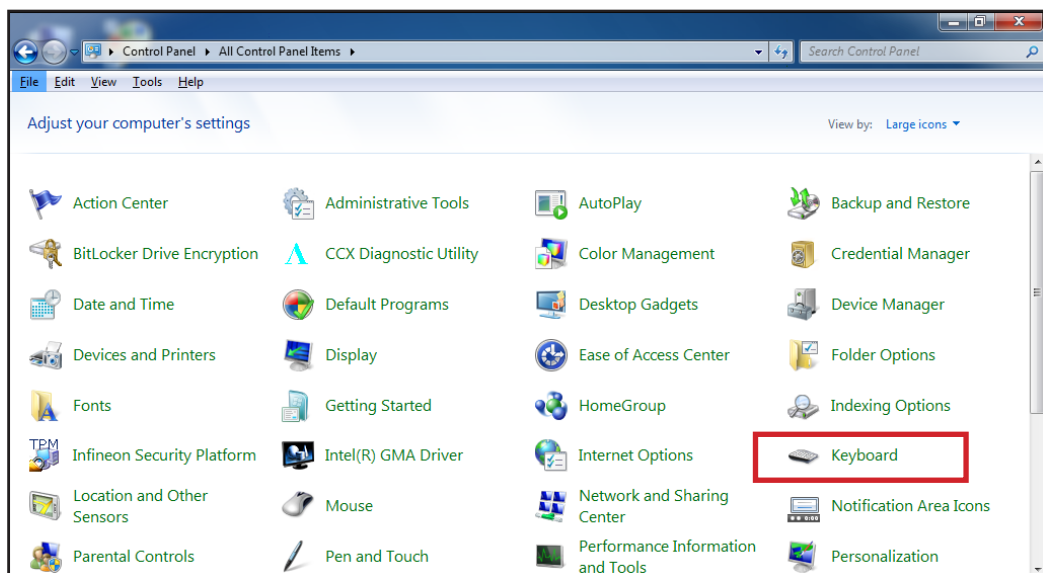 Control Panel ▸ All Control Panel Items ▸
Search Control Panel
File Edit View Tools Help
Adjust your computer's settings
View by: Large icons
Action Center
Administrative Tools
AutoPlay
Backup and Restore
BitLocker Drive Encryption
CCX Diagnostic Utility
Color Management
Credential Manager
Date and Time
Default Programs
Desktop Gadgets
Device Manager
Devices and Printers
Display
Ease of Access Center
Folder Options
Fonts
Getting Started
HomeGroup
Indexing Options
TPM
Infineon Security Platform
Intel(R) GMA Driver
Internet Options
Keyboard
Location and Other
Sensors
Mouse
Network and Sharing
Center
Notification Area Icons
Parental Controls
Pen and Touch
Performance Information
and Tools
Personalization